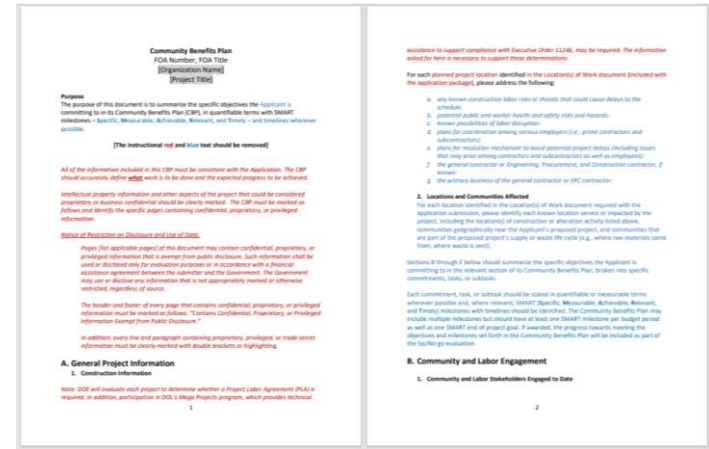 Community Benefits Plan
FOA Number, FOA Title
[Organization Name]
[Project Title]
Purpose
The purpose of this document is to summarize the specific objectives the Applicant is
committing to in its Community Benefits Plan (CBP), in quantifiable terms with SMART
milestones – Specific, Measurable, Achievable, Relevant, and Timely – and timelines wherever
possible.
[The instructional red and blue text should be removed]
All of the information included in this CBP must be consistent with the Application. The CBP
should accurately define what work is to be done and the expected progress to be achieved.
Intellectual property information and other aspects of the project that could be considered
proprietary or business confidential should be clearly marked. The CBP must be marked as
follows and identify the specific pages containing confidential, proprietary, or privileged
information:
Notice of Restriction on Disclosure and Use of Data:
Pages [list applicable pages] of this document may contain confidential, proprietary, or
privileged information that is exempt from public disclosure. Such information shall be
used or disclosed only for evaluation purposes or in accordance with a financial
assistance agreement between the submitter and the Government. The Government
may use or disclose any information that is not appropriately marked or otherwise
restricted, regardless of source.
The header and footer of every page that contains confidential, proprietary, or privileged
information must be marked as follows: "Contains Confidential, Proprietary, or Privileged
Information Exempt from Public Disclosure."
In addition, every line and paragraph containing proprietary, privileged, or trade secret
information must be clearly marked with double brackets or highlighting.
A. General Project Information
1. Construction Information
Note: DOE will evaluate each project to determine whether a Project Labor Agreement (PLA) is
required. In addition, participation in DOL's Mega Projects program, which provides technical
1
assistance to support compliance with Executive Order 11246, may be required. The information
asked for here is necessary to support these determinations.
For each planned project location identified in the Location(s) of Work document (included with
the application package), please address the following:
a. any known construction labor risks or threats that could cause delays to the
schedule:
b. potential public and worker health and safety risks and hazards:
c. known possibilities of labor disruption:
d. plans for coordination among various employers (i.e., prime contractors and
subcontractors):
e. plans for resolution mechanism to avoid potential project delays (including issues
that may arise among contractors and subcontractors as well as employees):
f. the general contractor or Engineering, Procurement, and Construction contractor, if
known:
g. the primary business of the general contractor or EPC contractor:
2. Locations and Communities Affected
For each location identified in the Location(s) of Work document required with the
application submission, please identify each known location served or impacted by the
project, including the location(s) of construction or alteration activity listed above,
communities geographically near the Applicant's proposed project, and communities that
are part of the proposed project's supply or waste life cycle (e.g., where raw materials come
from, where waste is sent).
Sections B through E below should summarize the specific objectives the Applicant is
committing to in the relevant section of its Community Benefits Plan, broken into specific
commitments, tasks, or subtasks.
Each commitment, task, or subtask should be stated in quantifiable or measurable terms
wherever possible and, where relevant, SMART (Specific, Measurable, Achievable, Relevant,
and Timely) milestones with timelines should be identified. The Community Benefits Plan may
include multiple milestones but should have at least one SMART milestone per budget period
as well as one SMART end of project goal. If awarded, the progress towards meeting the
objectives and milestones set forth in the Community Benefits Plan will be included as part of
the Go/No-go evaluation.
B. Community and Labor Engagement
1. Community and Labor Stakeholders Engaged to Date
2